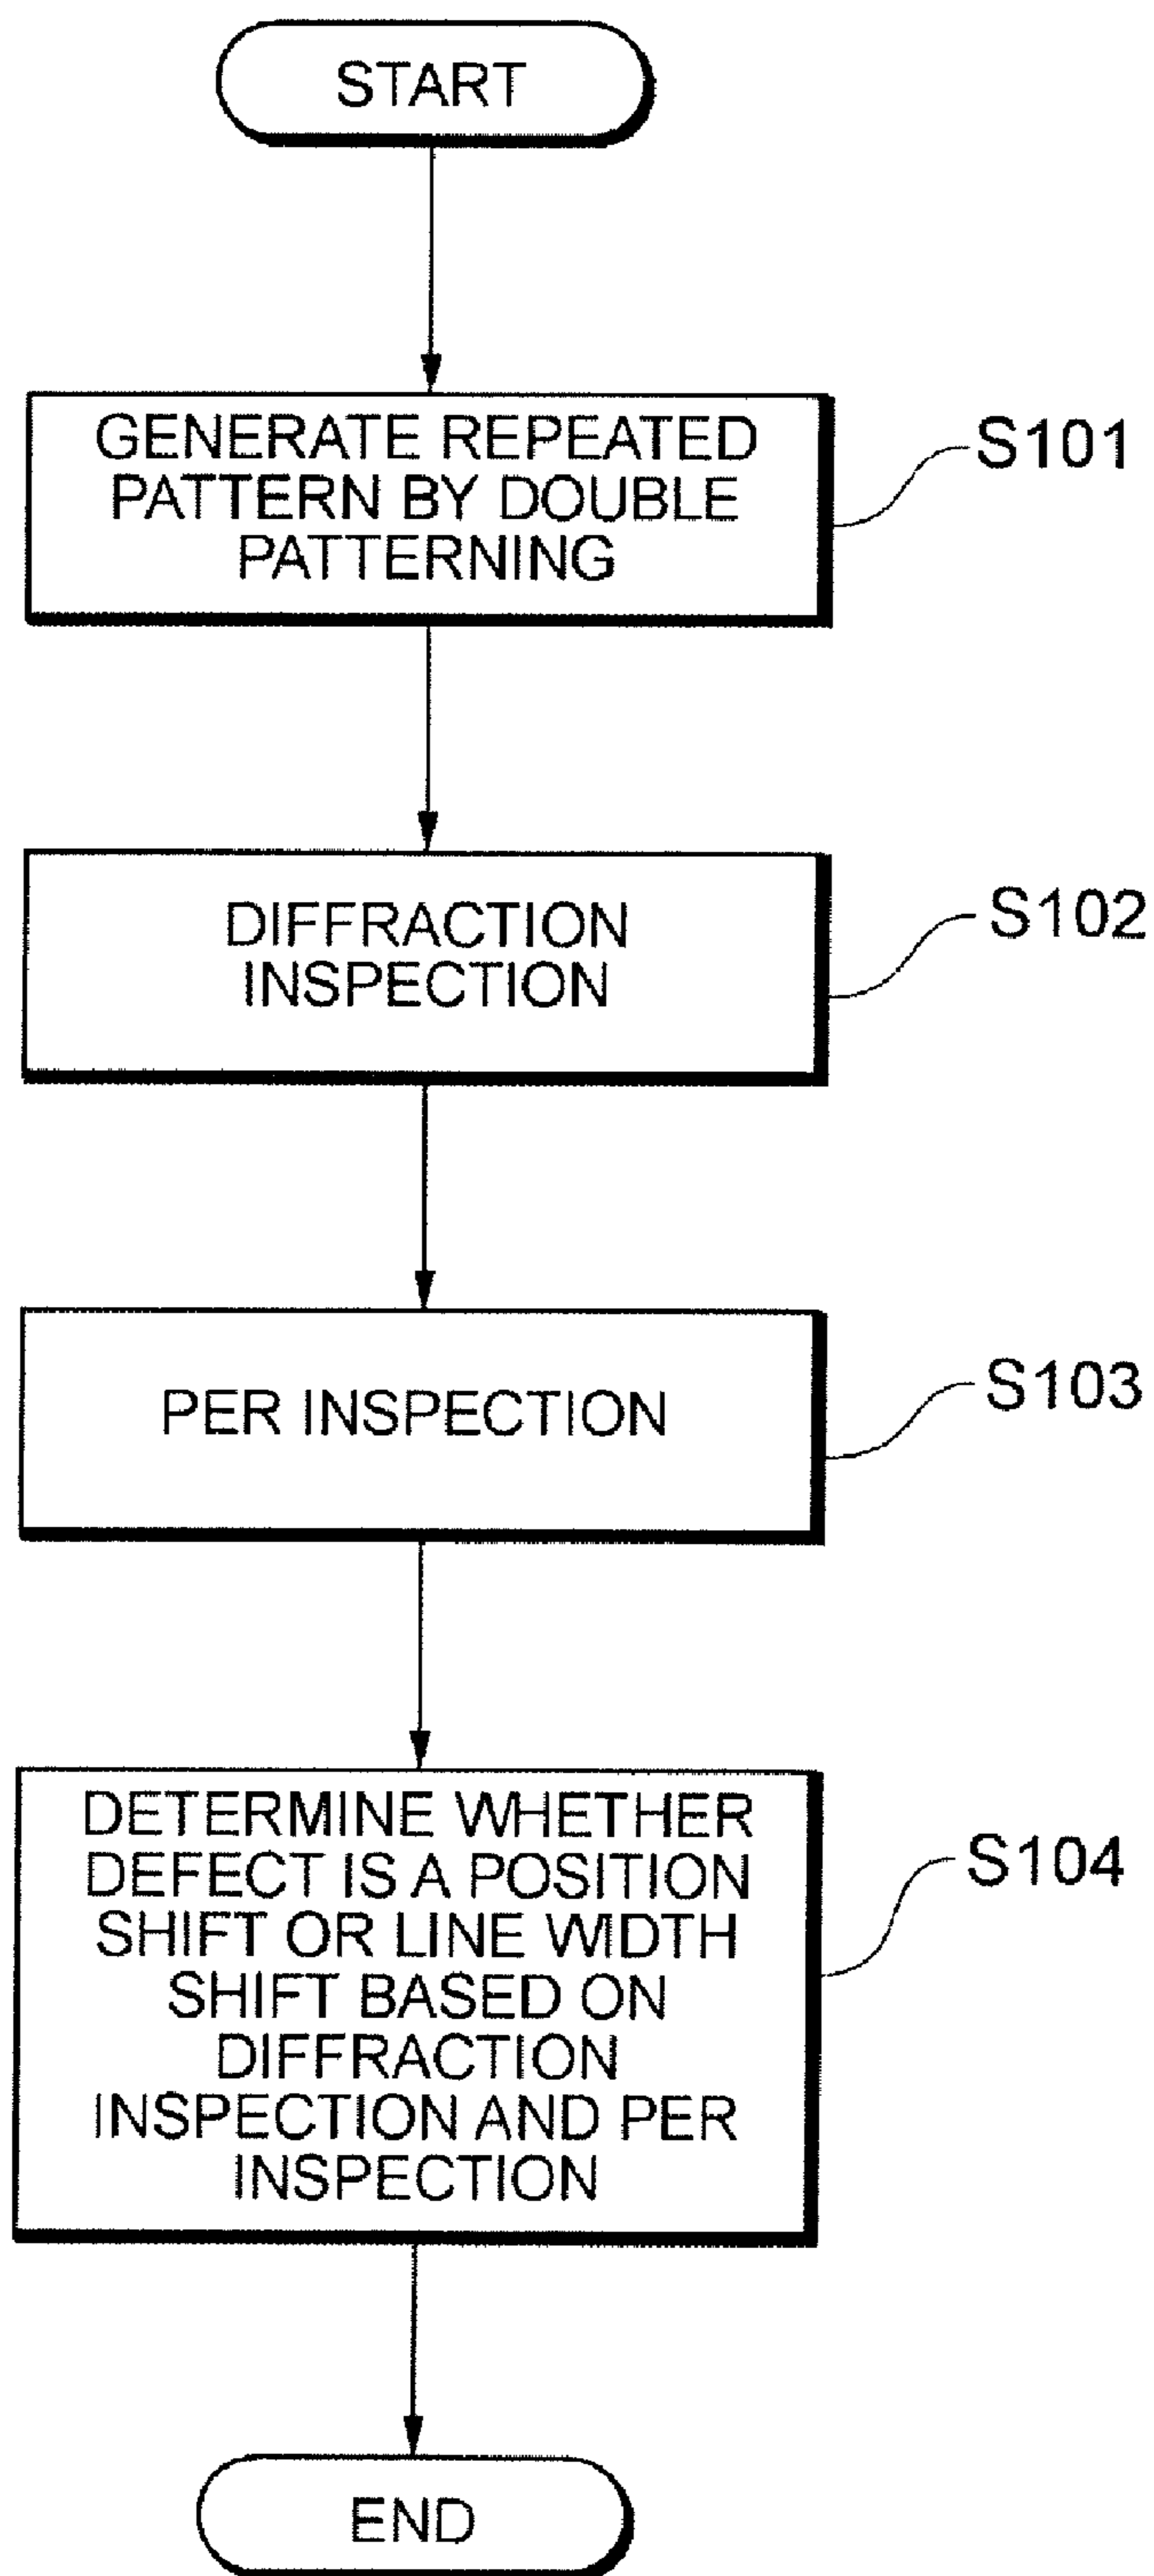 START
GENERATE REPEATED
PATTERN BY DOUBLE
PATTERNING
S101
DIFFRACTION
INSPECTION
S102
PER INSPECTION
S103
DETERMINE WHETHER
DEFECT IS A POSITION
SHIFT OR LINE WIDTH
SHIFT BASED ON
DIFFRACTION
INSPECTION AND PER
INSPECTION
S104
END